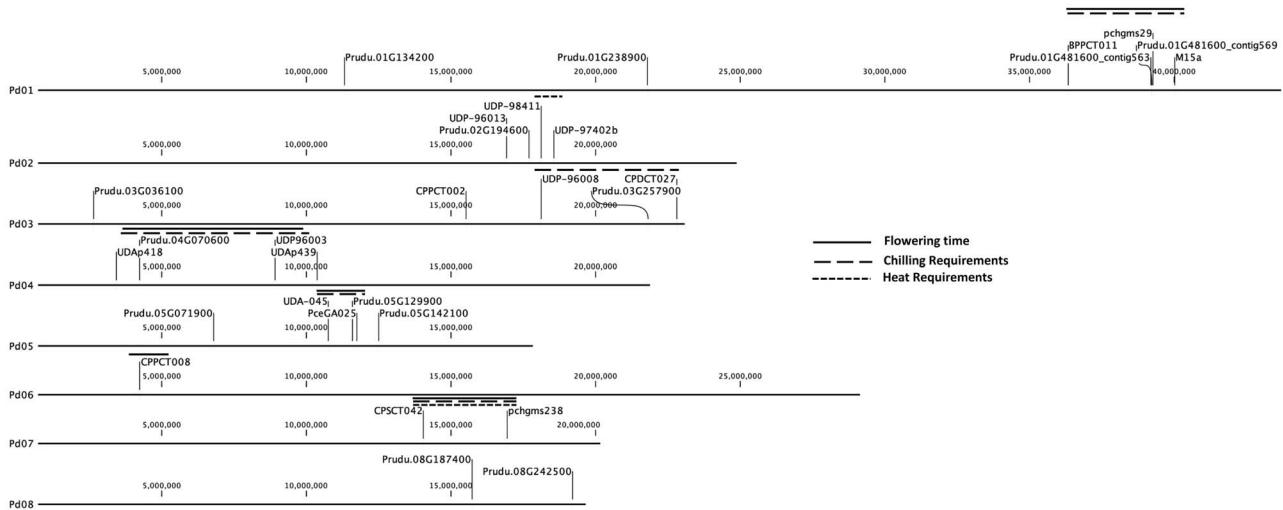 pchgms29
BPPCT011 Prudu.01G481600_contig569
Prudu.01G134200 Prudu.01G238900 Prudu.01G481600_contig563 M15a
5,000,000 10,000,000 15,000,000 20,000,000 25,000,000 30,000,000 35,000,000 40,000,000
Pd01
UDP-98411
UDP-96013
Prudu.02G194600 UDP-97402b
5,000,000 10,000,000 15,000,000 20,000,000 25,000,000
Pd02
UDP-96008 CPDCT027
Prudu.03G036100 CPPCT002 Prudu.03G257900
5,000,000 10,000,000 15,000,000 20,000,000
Pd03
Prudu.04G070600 UDP96003
UDAp418 UDAp439
5,000,000 10,000,000 15,000,000 20,000,000
Pd04
Flowering time
Chilling Requirements
Heat Requirements
UDA-045 Prudu.05G129900
Prudu.05G071900 PceGA025 Prudu.05G142100
5,000,000 10,000,000 15,000,000
Pd05
CPPCT008
5,000,000 10,000,000 15,000,000 20,000,000 25,000,000
Pd06
CPSCT042 pchgms238
5,000,000 10,000,000 15,000,000 20,000,000
Pd07
Prudu.08G187400
Prudu.08G242500
5,000,000 10,000,000 15,000,000
Pd08